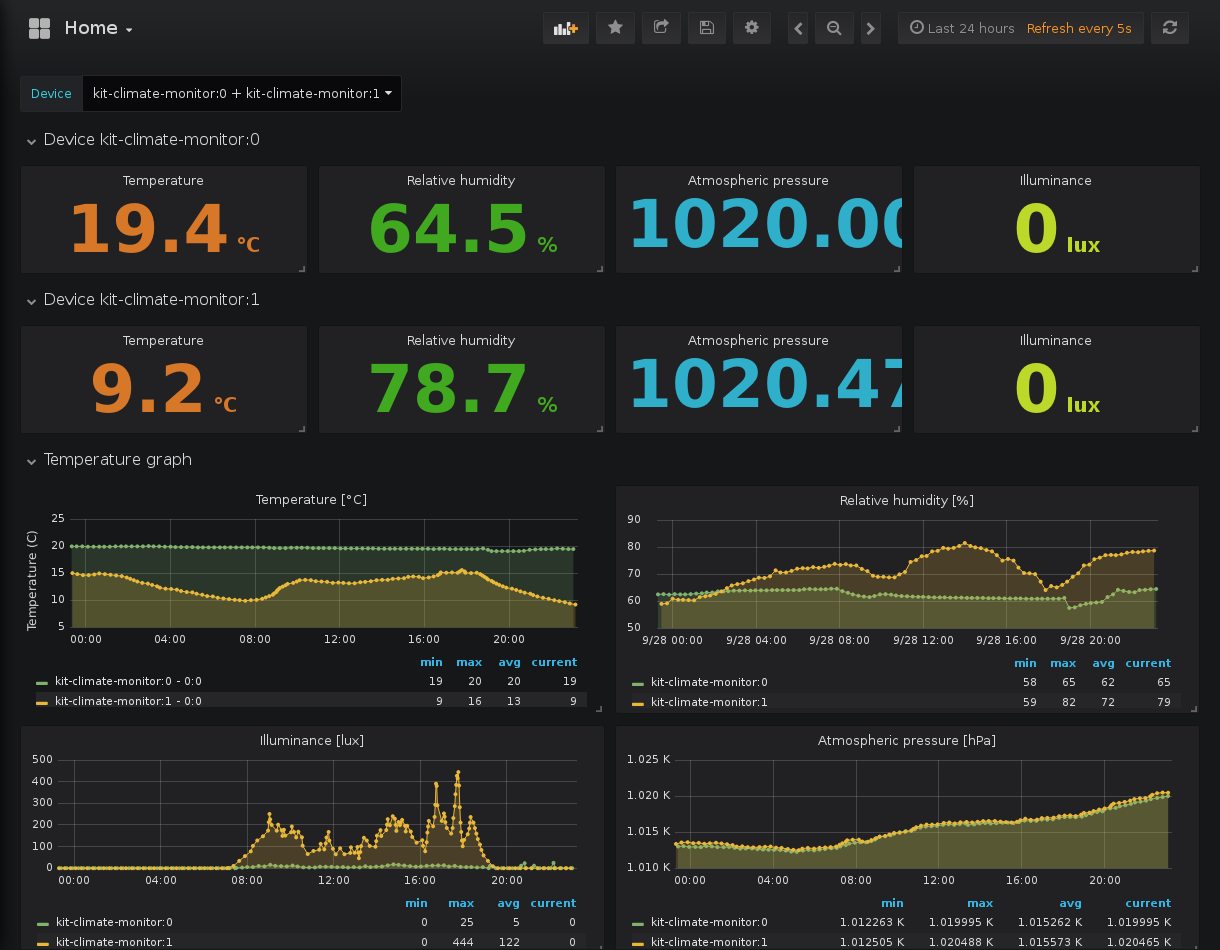 Home
Last 24 hours Refresh every 5s
Device kit-climate-monitor:0 + kit-climate-monitor:1
Device kit-climate-monitor:0
Temperature Relative humidity Atmospheric pressure Illuminance
19.4 °C 64.5 % 1020.00 0 lux
Device kit-climate-monitor:1
Temperature Relative humidity Atmospheric pressure Illuminance
9.2 °C 78.7 % 1020.47 0 lux
Temperature graph
Temperature [°C]
Temperature (C)
25
20
15
10
5
00:00 04:00 08:00 12:00 16:00 20:00
min max avg current
kit-climate-monitor:0 - 0:0 19 20 20 19
kit-climate-monitor:1 - 0:0 9 16 13 9
Relative humidity [%]
90
80
70
60
50
9/28 00:00 9/28 04:00 9/28 08:00 9/28 12:00 9/28 16:00 9/28 20:00
min max avg current
kit-climate-monitor:0 58 65 62 65
kit-climate-monitor:1 59 82 72 79
Illuminance [lux]
500
400
300
200
100
0
00:00 04:00 08:00 12:00 16:00 20:00
min max avg current
kit-climate-monitor:0 0 25 5 0
kit-climate-monitor:1 0 444 122 0
Atmospheric pressure [hPa]
1.025 K
1.020 K
1.015 K
1.010 K
00:00 04:00 08:00 12:00 16:00 20:00
min max avg current
kit-climate-monitor:0 1.012263 K 1.019995 K 1.015262 K 1.019995 K
kit-climate-monitor:1 1.012505 K 1.020488 K 1.015573 K 1.020465 K